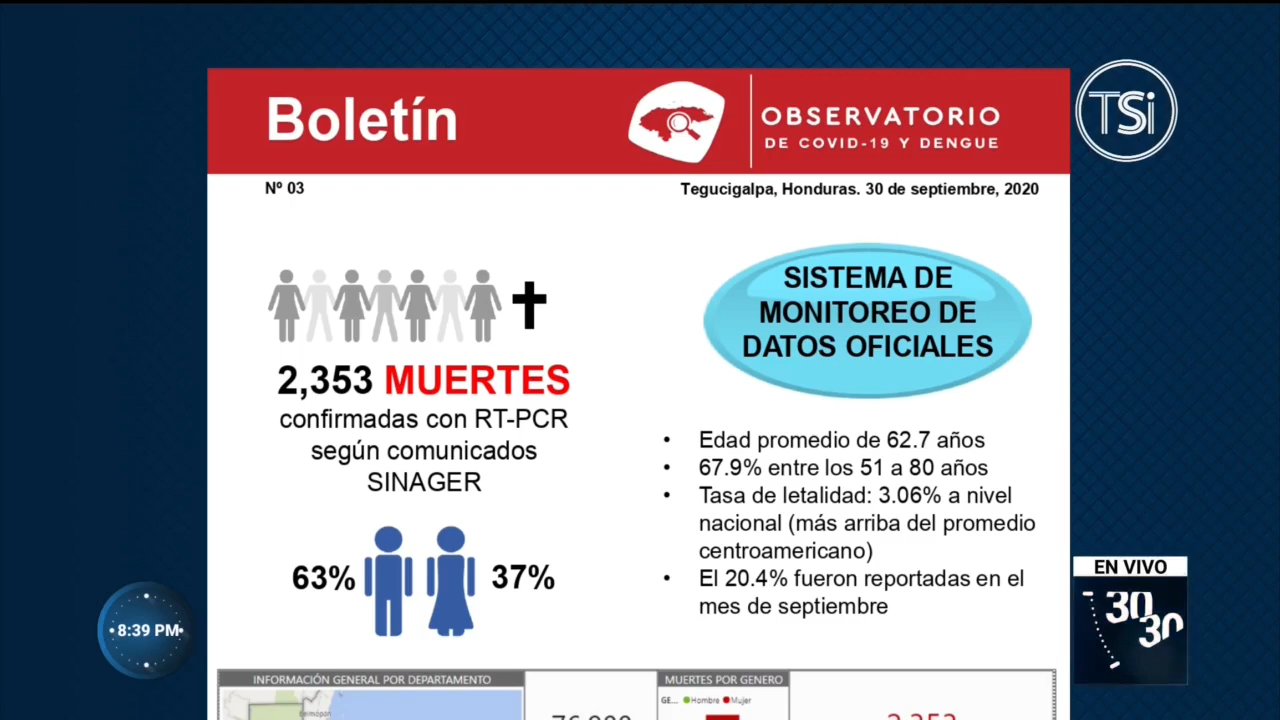 Boletín
OBSERVATORIO
DE COVID-19 Y DENGUE
TSi
Nº 03
Tegucigalpa, Honduras. 30 de septiembre, 2020
SISTEMA DE
MONITOREO DE
DATOS OFICIALES
2,353 MUERTES
confirmadas con RT-PCR
según comunicados
SINAGER
63%
37%
• Edad promedio de 62.7 años
• 67.9% entre los 51 a 80 años
• Tasa de letalidad: 3.06% a nivel
nacional (más arriba del promedio
centroamericano)
• El 20.4% fueron reportadas en el
mes de septiembre
EN VIVO
30
30
8:39 PM
INFORMACIÓN GENERAL POR DEPARTAMENTO
MUERTES POR GENERO
GE... Hombre Mujer
2,353